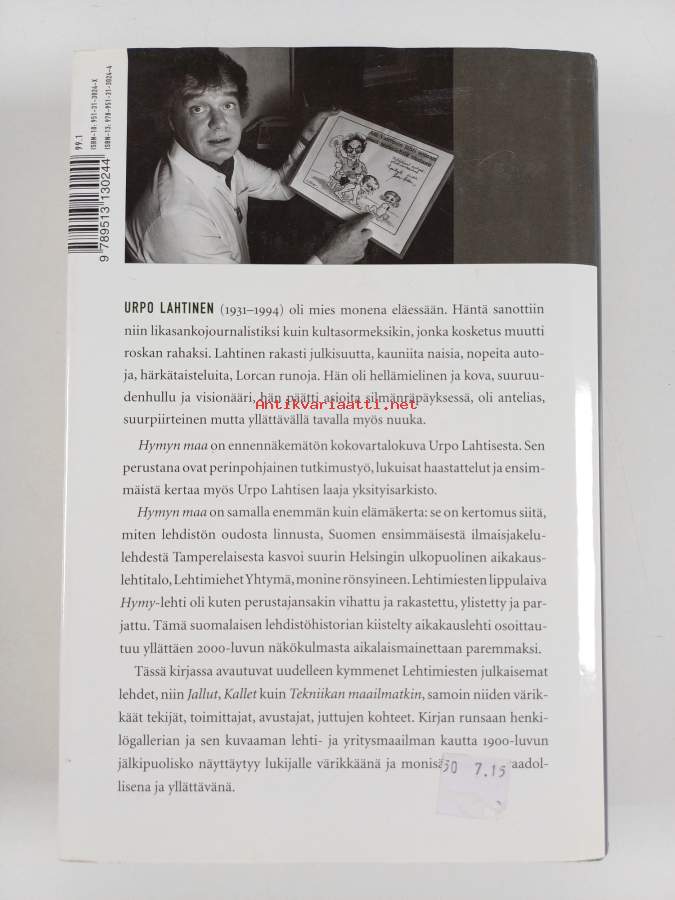 ISBN-10: 951-31-3024-X
ISBN-13: 978-951-31-3024-4
99.1
9 789513 130244
URPO LAHTINEN (1931–1994) oli mies monena eläessään. Häntä sanottiin
niin likasankojournalistiksi kuin kultasormeksikin, jonka kosketus muutti
roskan rahaksi. Lahtinen rakasti julkisuutta, kauniita naisia, nopeita auto-
ja, härkätaisteluita, Lorcan runoja. Hän oli hellämielinen ja kova, suuruu-
denhullu ja visionääri, hän päätti asioita silmänräpäyksessä, oli antelias,
Antikvariaatti.net
suurpiirteinen mutta yllättävällä tavalla myös nuuka.
Hymyn maa on ennennäkemätön kokovartalokuva Urpo Lahtisesta. Sen
perustana ovat perinpohjainen tutkimustyö, lukuisat haastattelut ja ensim-
mäistä kertaa myös Urpo Lahtisen laaja yksityisarkisto.
Hymyn maa on samalla enemmän kuin elämäkerta: se on kertomus siitä,
miten lehdistön oudosta linnusta, Suomen ensimmäisestä ilmaisjakelu-
lehdestä Tamperelaisesta kasvoi suurin Helsingin ulkopuolinen aikakaus-
lehtitalo, Lehtimiehet Yhtymä, monine rönsyineen. Lehtimiesten lippulaiva
Hymy-lehti oli kuten perustajansakin vihattu ja rakastettu, ylistetty ja par-
jattu. Tämä suomalaisen lehdistöhistorian kiistelty aikakauslehti osoittau-
tuu yllättäen 2000-luvun näkökulmasta aikalaismainettaan paremmaksi.
Tässä kirjassa avautuvat uudelleen kymmenet Lehtimiesten julkaisemat
lehdet, niin Jallut, Kallet kuin Tekniikan maailmatkin, samoin niiden värik-
käät tekijät, toimittajat, avustajat, juttujen kohteet. Kirjan runsaan henki-
lögallerian ja sen kuvaaman lehti- ja yritysmaailman kautta 1900-luvun
jälkipuolisko näyttäytyy lukijalle värikkäänä ja monisä aadol-
30 7.15
lisena ja yllättävänä.